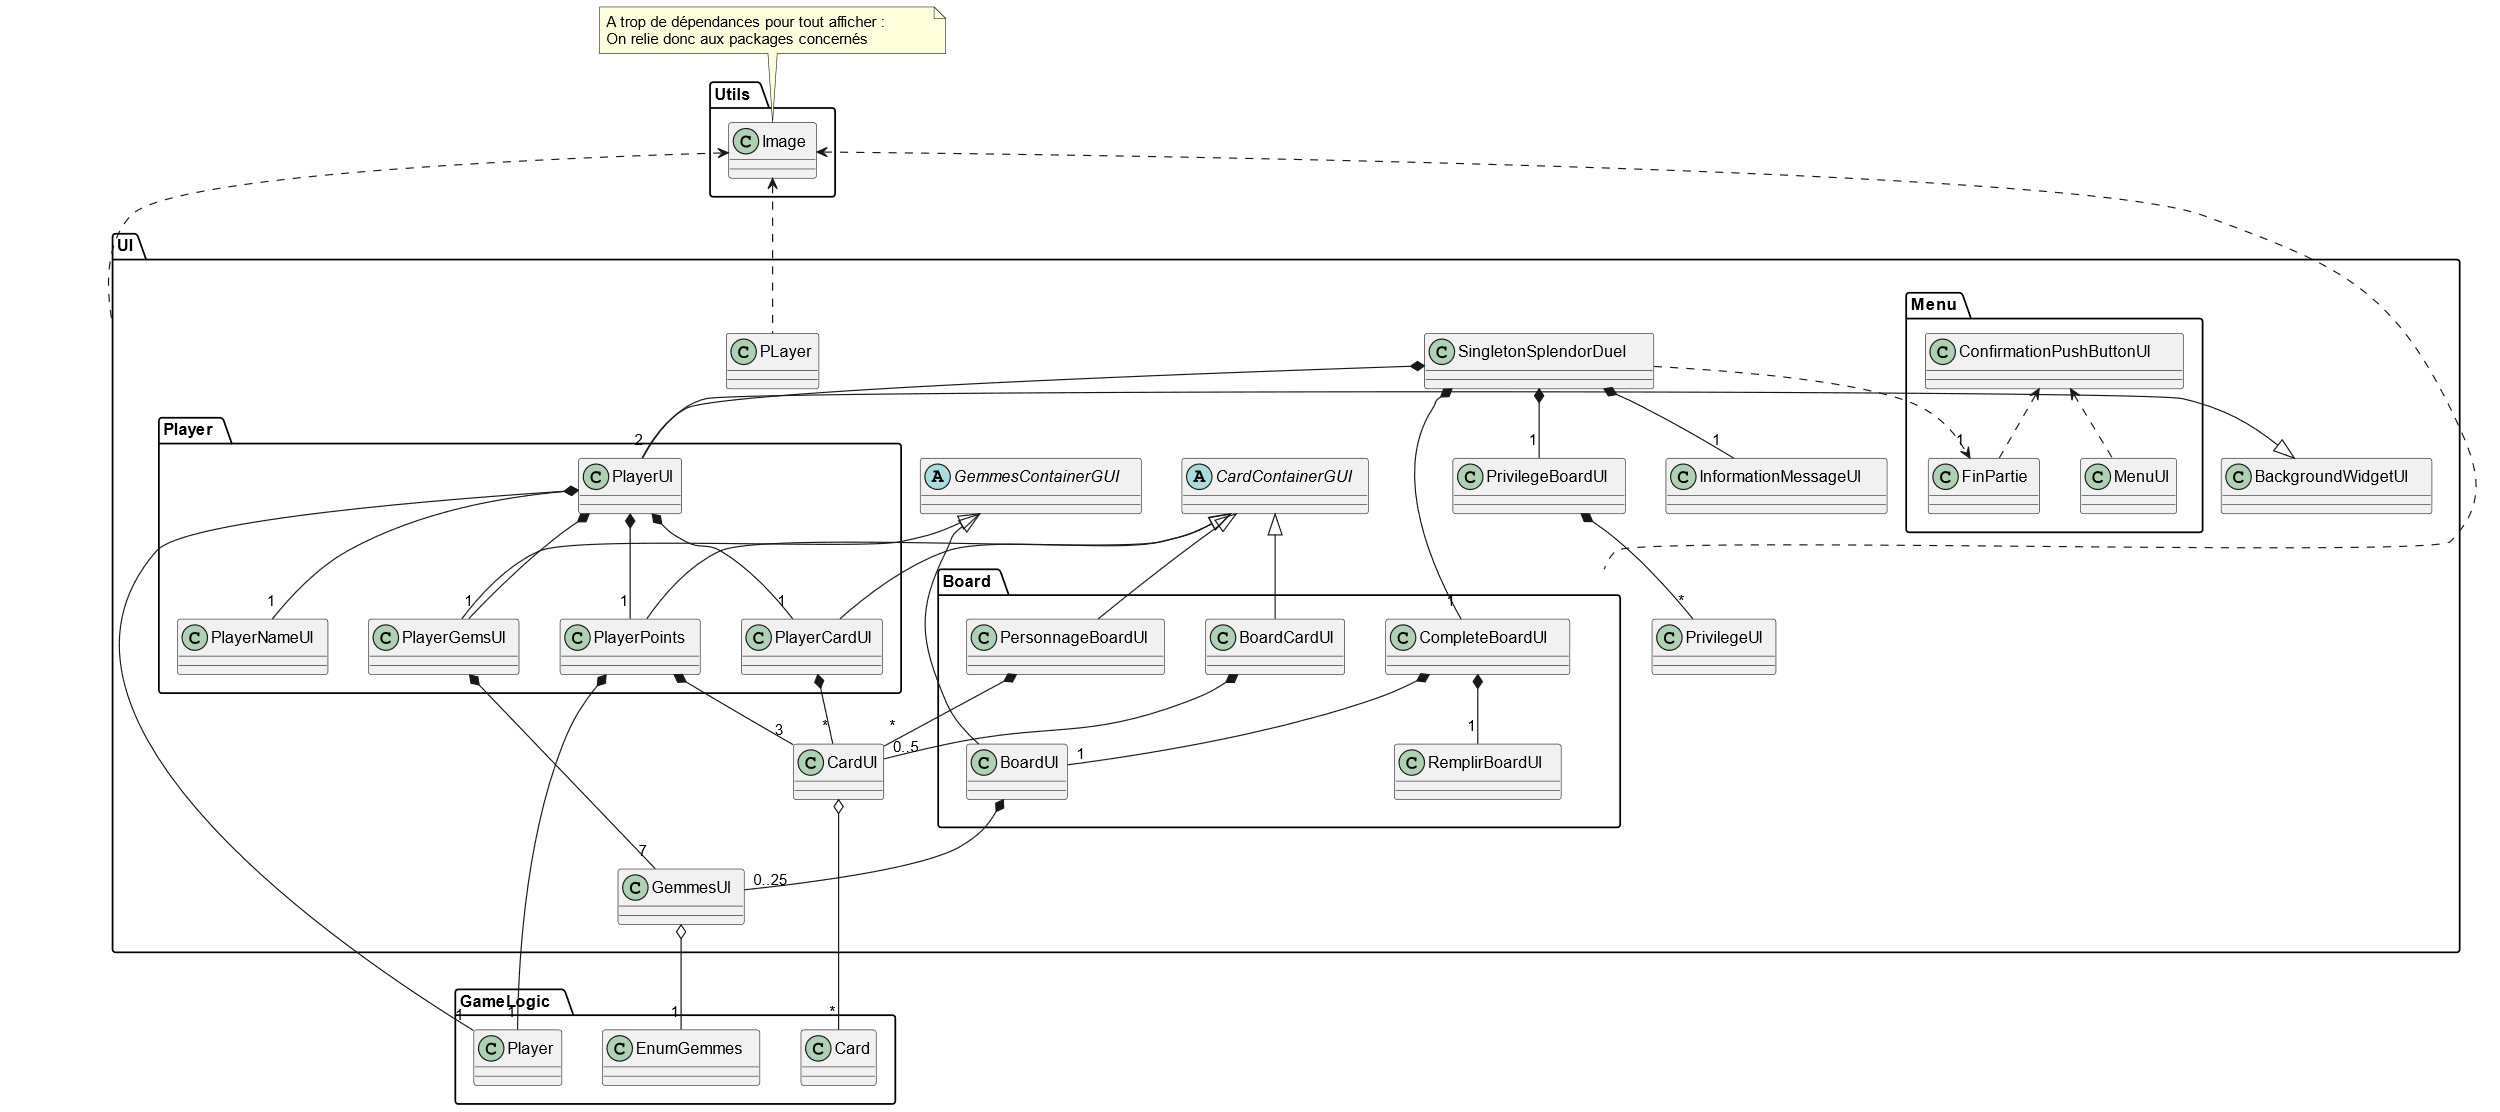 A trop de dépendances pour tout afficher :
On relie donc aux packages concernés
Utils
C Image
UI
Menu
C PLayer
C SingletonSplendorDuel
C ConfirmationPushButtonUI
Player
2
1
1
1
C PlayerUI
A GemmesContainerGUI
A CardContainerGUI
C PrivilegeBoardUI
C InformationMessageUI
C FinPartie
C MenuUI
C BackgroundWidgetUI
Board
1
1
1
1
1
*
C PlayerNameUI
C PlayerGemsUI
C PlayerPoints
C PlayerCardUI
C PersonnageBoardUI
C BoardCardUI
C CompleteBoardUI
C PrivilegeUI
3
*
*
0..5
1
1
C CardUI
C BoardUI
C RemplirBoardUI
7
0..25
C GemmesUI
GameLogic
1
1
1
*
C Player
C EnumGemmes
C Card